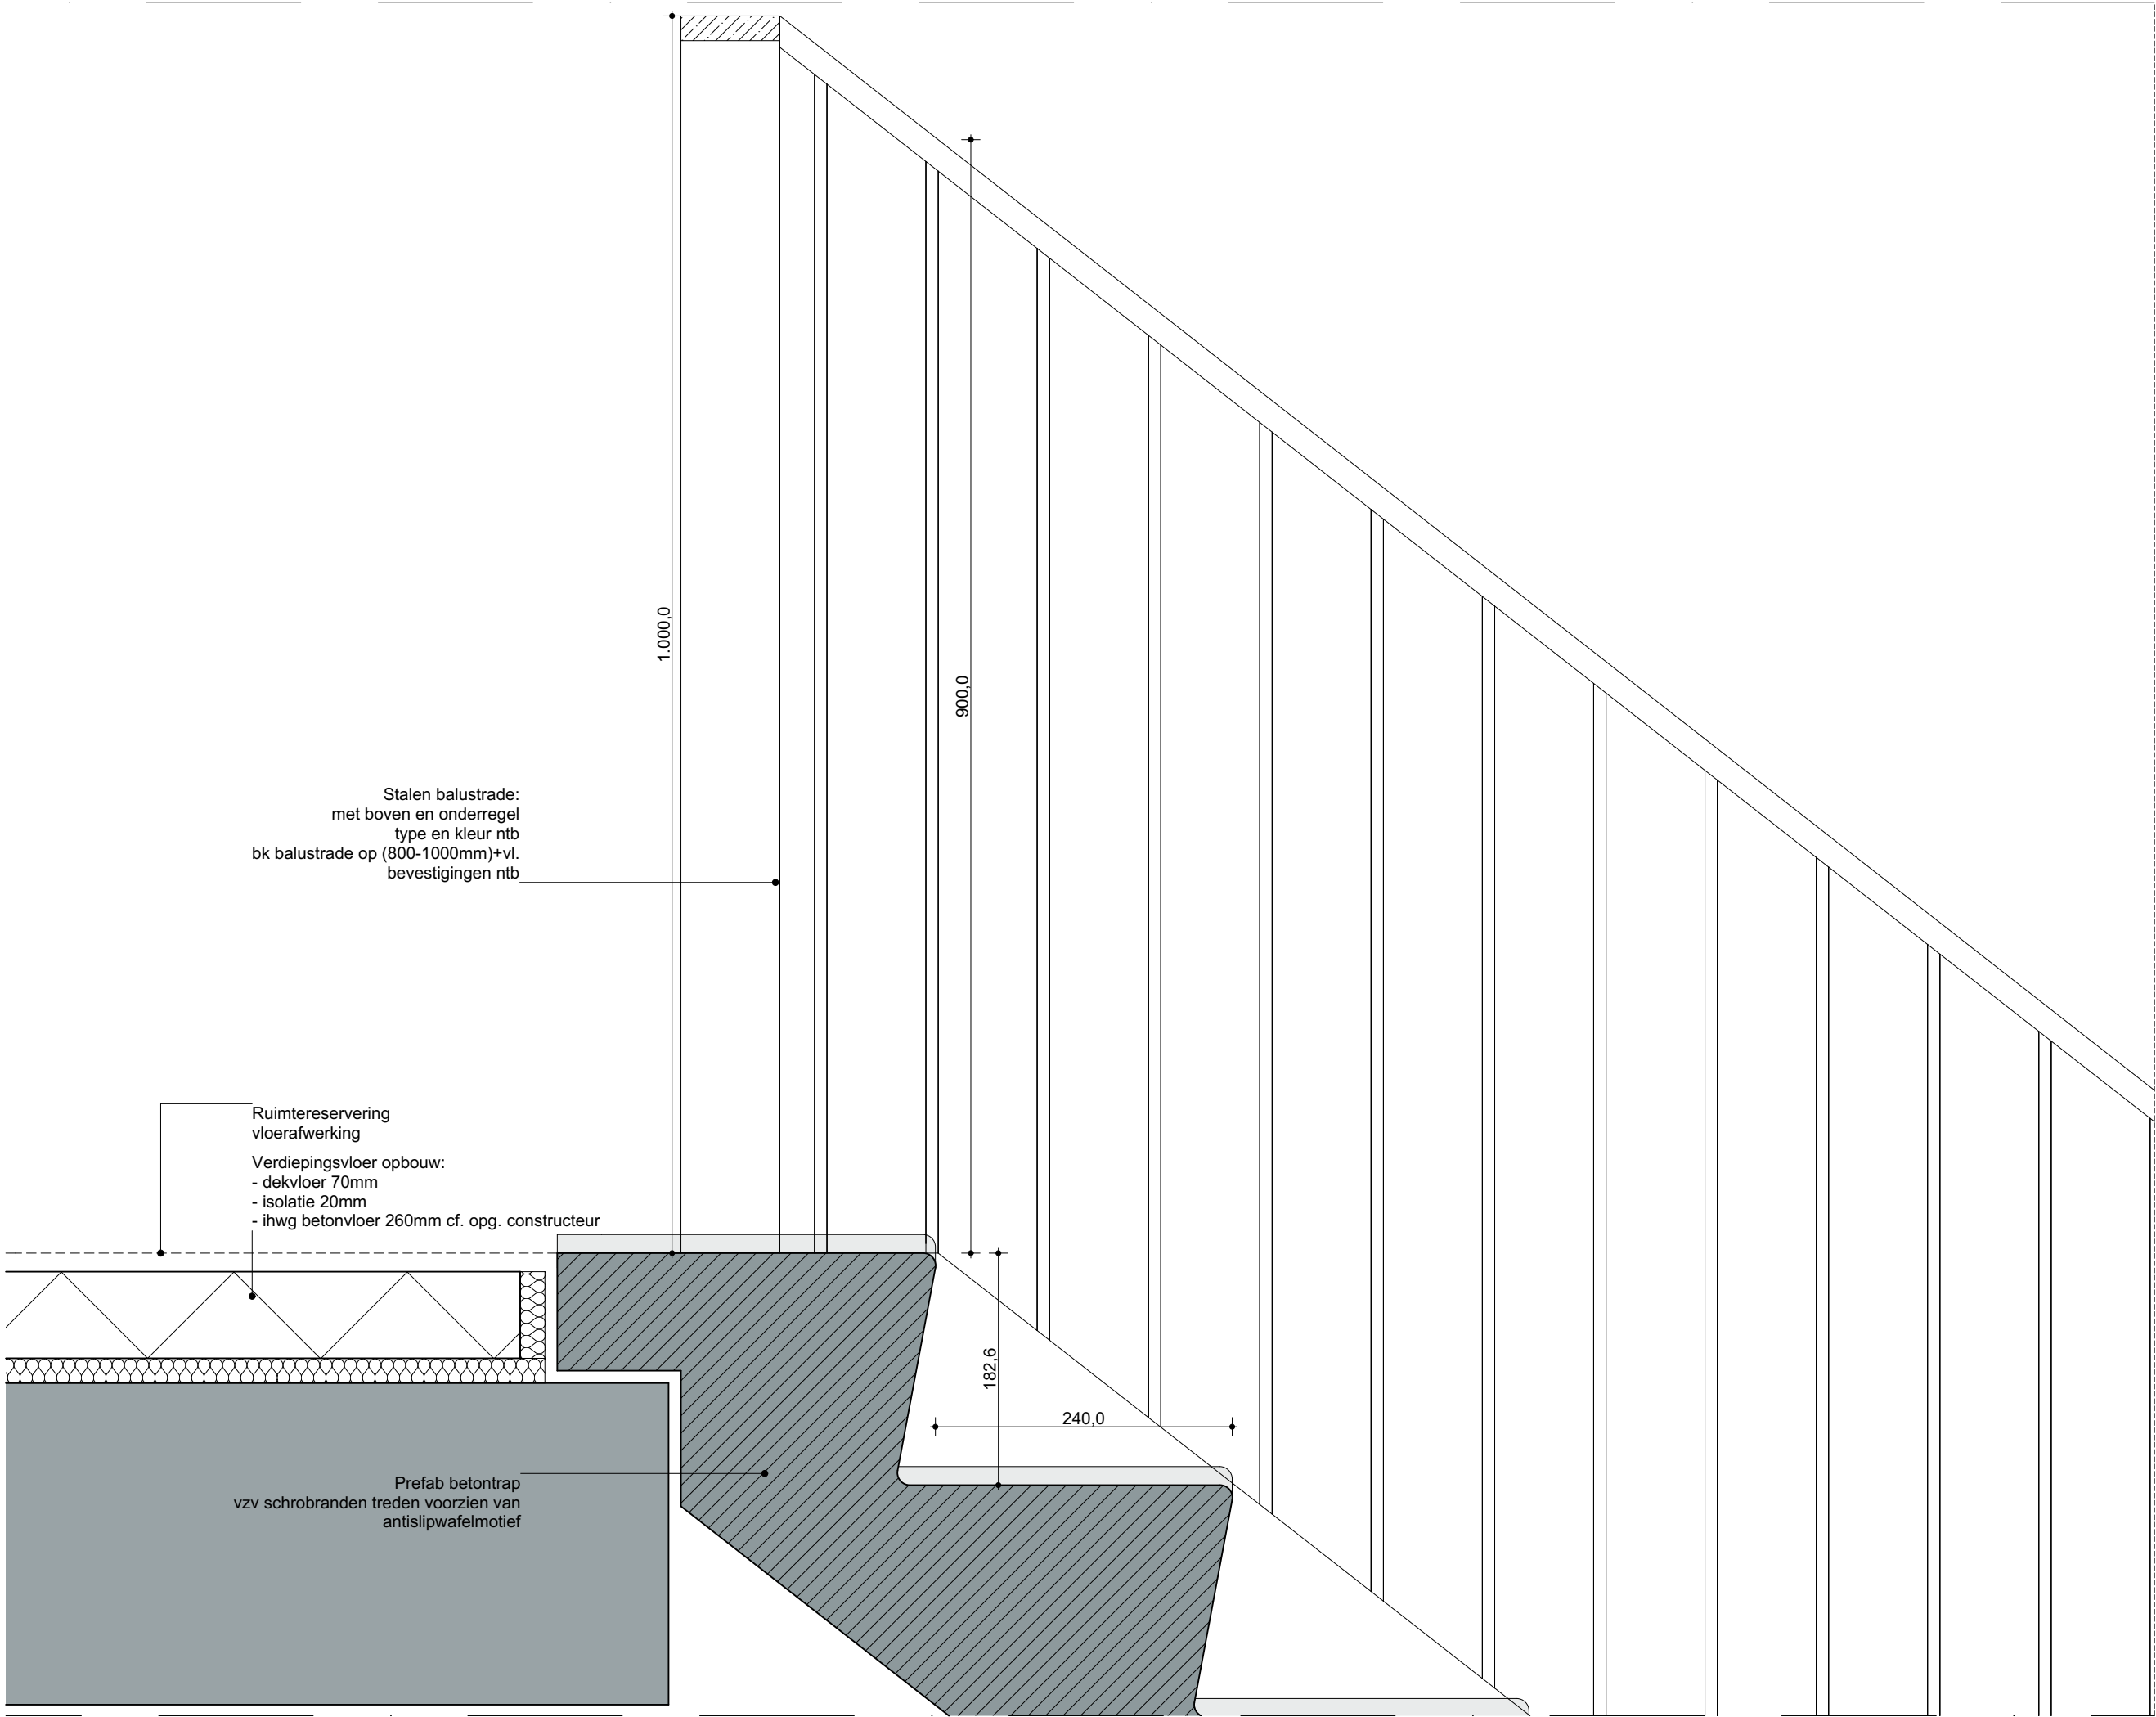 1.000,0
900,0
Stalen balustrade:
met boven en onderregel
type en kleur ntb
bk balustrade op (800-1000mm)+vl.
bevestigingen ntb
Ruimtereservering
vloerafwerking
Verdiepingsvloer opbouw:
- dekvloer 70mm
- isolatie 20mm
- ihwg betonvloer 260mm cf. opg. constructeur
182,6
240,0
Prefab betontrap
vzv schrobranden treden voorzien van
antislipwafelmotief